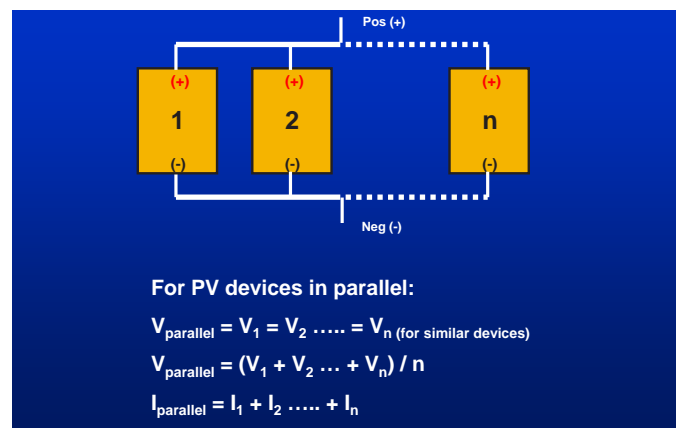 Pos (+)
(+) (+) (+)
1 2 n
(-) (-) (-)
Neg (-)
For PV devices in parallel:
Vparallel = V1 = V2 ….. = Vn (for similar devices)
Vparallel = (V1 + V2 … + Vn) / n
Iparallel = I1 + I2 ….. + In